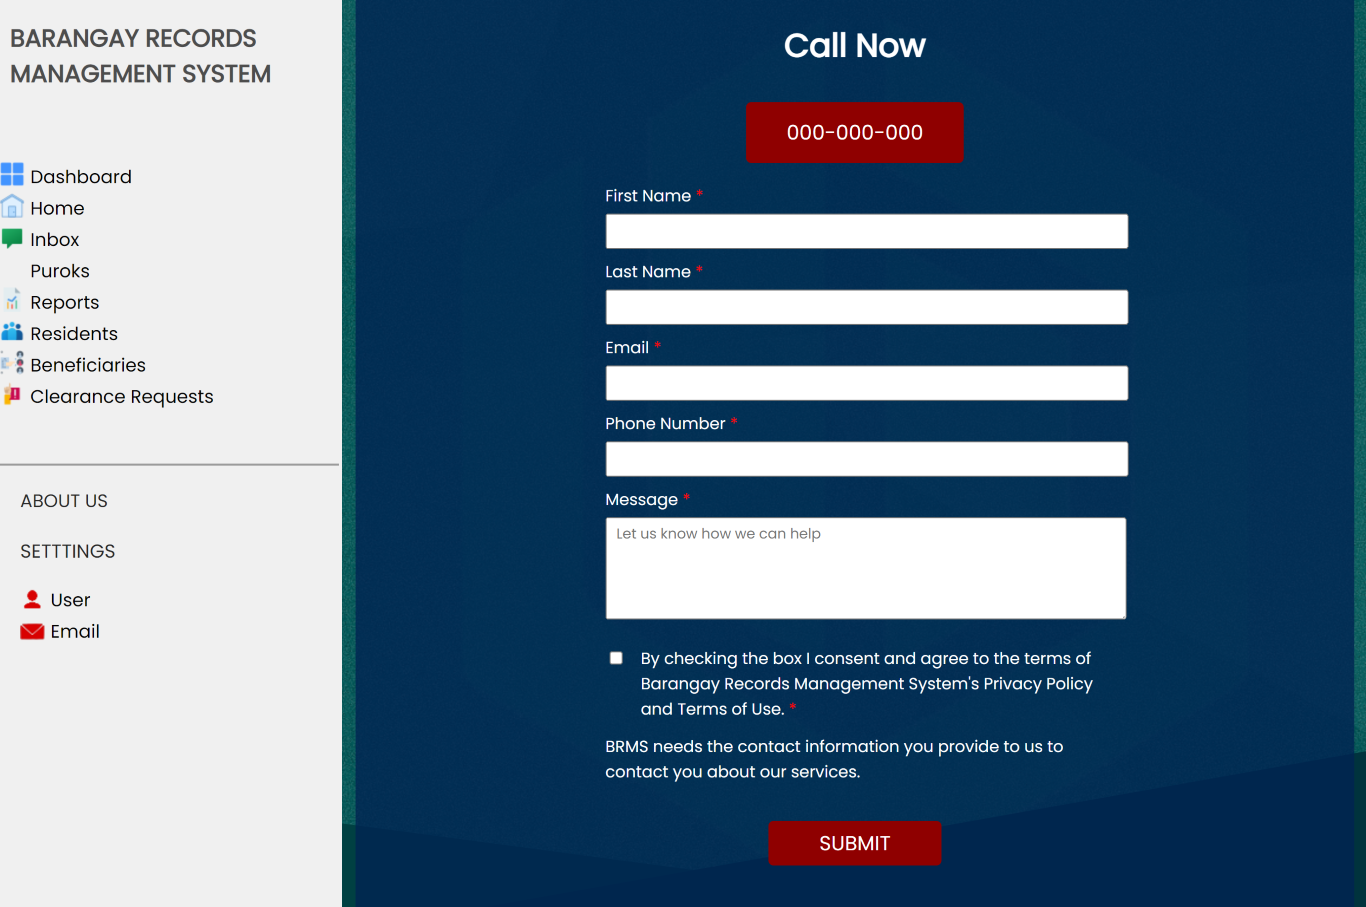 BARANGAY RECORDS
MANAGEMENT SYSTEM
Dashboard
Home
Inbox
Puroks
Reports
Residents
Beneficiaries
Clearance Requests
ABOUT US
SETTTINGS
User
Email
Call Now
000-000-000
First Name *
Last Name *
Email *
Phone Number *
Message *
Let us know how we can help
By checking the box I consent and agree to the terms of
Barangay Records Management System's Privacy Policy
and Terms of Use. *
BRMS needs the contact information you provide to us to
contact you about our services.
SUBMIT